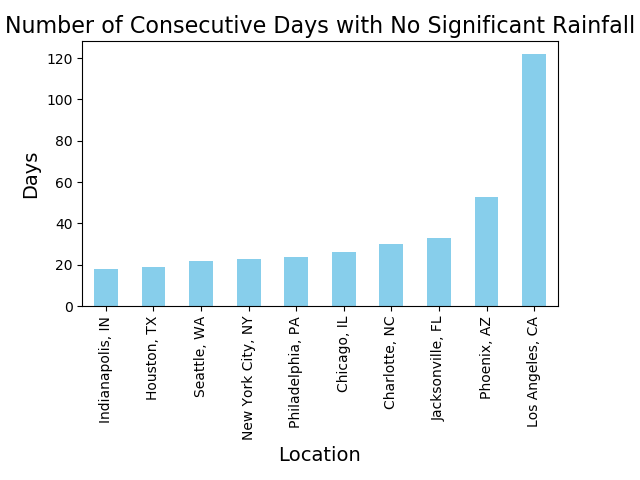 Number of Consecutive Days with No Significant Rainfall
Days
120
100
80
60
40
20
0
Indianapolis, IN
Houston, TX
Seattle, WA
New York City, NY
Philadelphia, PA
Chicago, IL
Charlotte, NC
Jacksonville, FL
Phoenix, AZ
Los Angeles, CA
Location